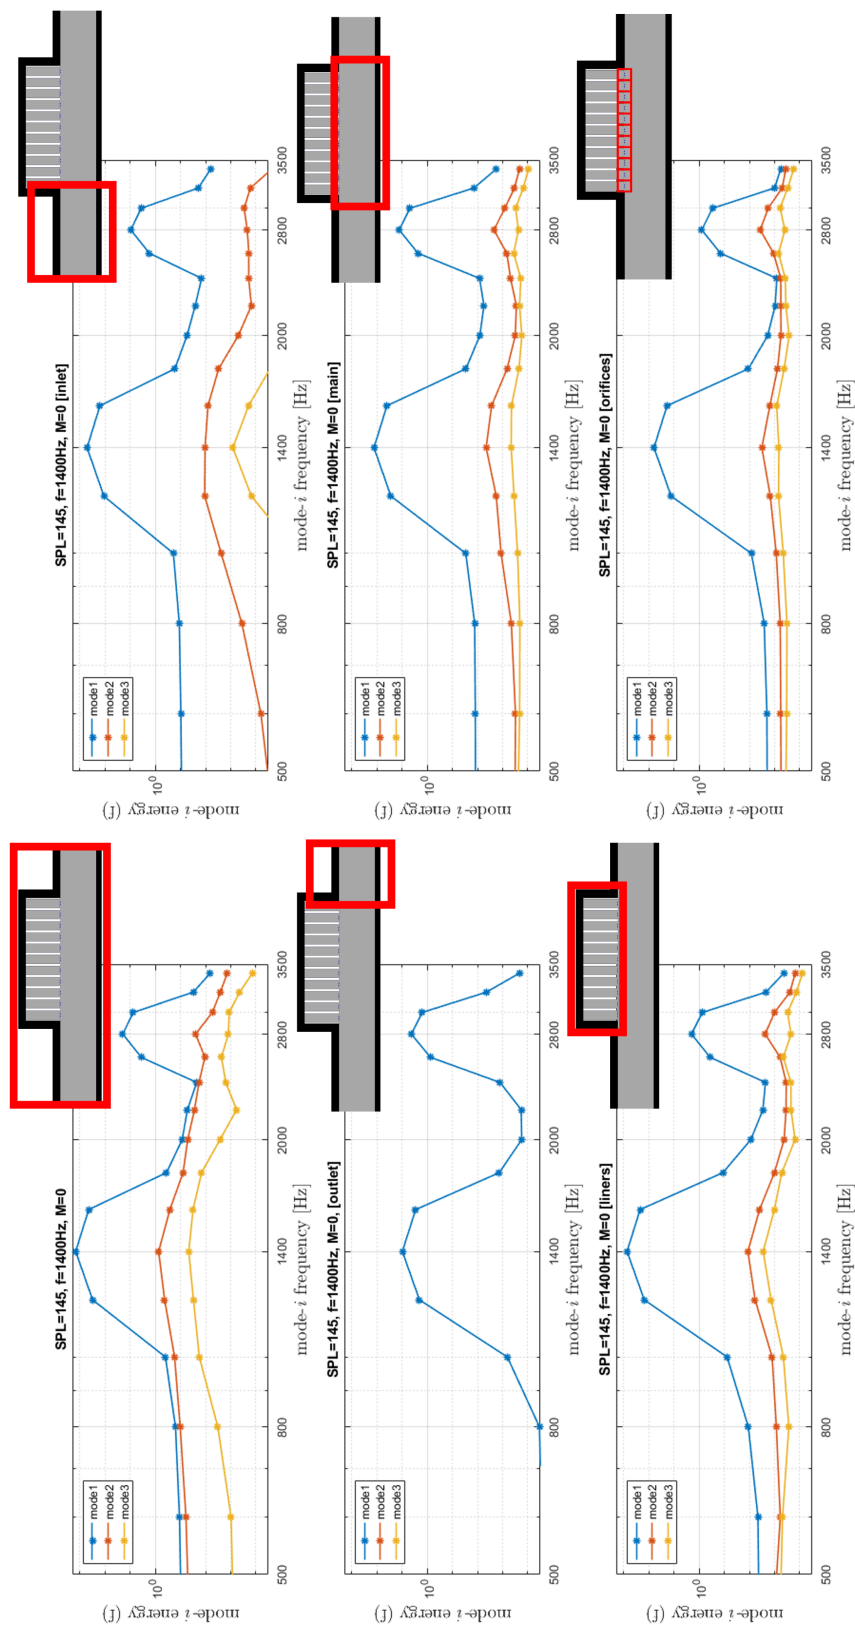 SPL=145, f=1400Hz, M=0
mode1
mode2
mode3
10^0
mode-i energy (f)
500 800 1400 2000 2800 3500
mode-i frequency [Hz]
SPL=145, f=1400Hz, M=0 [inlet]
mode1
mode2
mode3
10^0
mode-i energy (f)
500 800 1400 2000 2800 3500
mode-i frequency [Hz]
SPL=145, f=1400Hz, M=0, [outlet]
mode1
mode2
mode3
10^0
mode-i energy (f)
500 800 1400 2000 2800 3500
mode-i frequency [Hz]
SPL=145, f=1400Hz, M=0 [main]
mode1
mode2
mode3
10^0
mode-i energy (f)
500 800 1400 2000 2800 3500
mode-i frequency [Hz]
SPL=145, f=1400Hz, M=0 [liners]
mode1
mode2
mode3
10^0
mode-i energy (f)
500 800 1400 2000 2800 3500
mode-i frequency [Hz]
SPL=145, f=1400Hz, M=0 [orifices]
mode1
mode2
mode3
10^0
mode-i energy (f)
500 800 1400 2000 2800 3500
mode-i frequency [Hz]